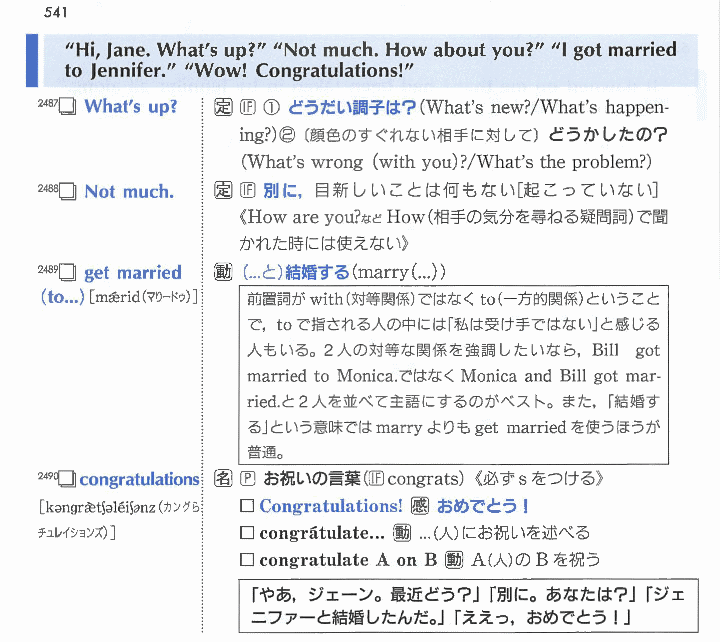 541
"Hi, Jane. What's up?" "Not much. How about you?" "I got married
to Jennifer." "Wow! Congratulations!"
2487 What's up?
定 IF ① どうだい調子は?(What's new?/What's happen-
ing?)② (顔色のすぐれない相手に対して) どうかしたの?
(What's wrong (with you)?/What's the problem?)
2488 Not much.
定 IF 別に, 目新しいことは何もない[起こっていない]
《How are you?など How(相手の気分を尋ねる疑問詞)で聞
かれた時には使えない》
2489 get married
(to...) [mǽrid(マリードゥ)]
動 (...と)結婚する(marry(...))
前置詞が with(対等関係)ではなく to(一方的関係)ということ
で, to で指される人の中には「私は受け手ではない」と感じる
人もいる。2人の対等な関係を強調したいなら, Bill got
married to Monica.ではなく Monica and Bill got mar-
ried.と2人を並べて主語にするのがベスト。また,「結婚す
る」という意味では marry よりも get married を使うほうが
普通。
2490 congratulations
[kəngrætʃəléiʃənz(カングら
チュレイションズ)]
名 P お祝いの言葉(IF congrats)《必ず s をつける》
□ Congratulations! 感 おめでとう!
□ congrátulate... 動 ...(人)にお祝いを述べる
□ congratulate A on B 動 A(人)の B を祝う
「やあ, ジェーン。最近どう?」「別に。あなたは?」「ジェ
ニファーと結婚したんだ。」「ええっ, おめでとう!」